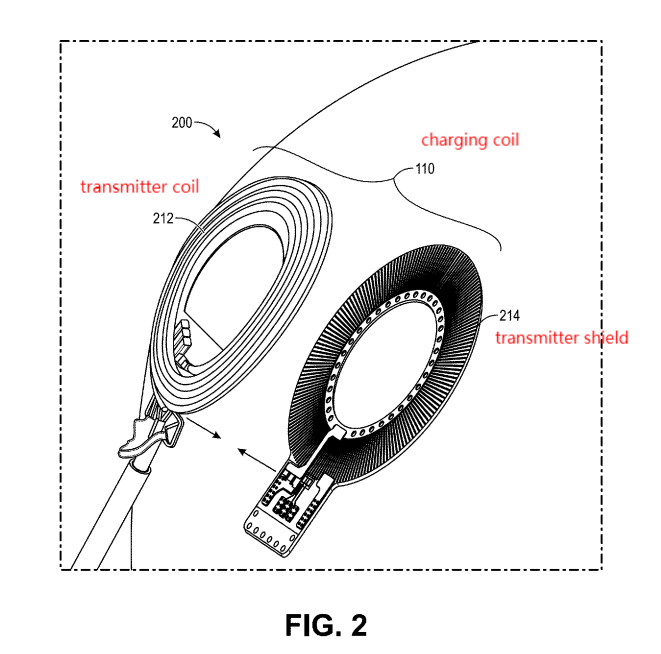 200
charging coil
110
transmitter coil
212
214
transmitter shield
FIG. 2